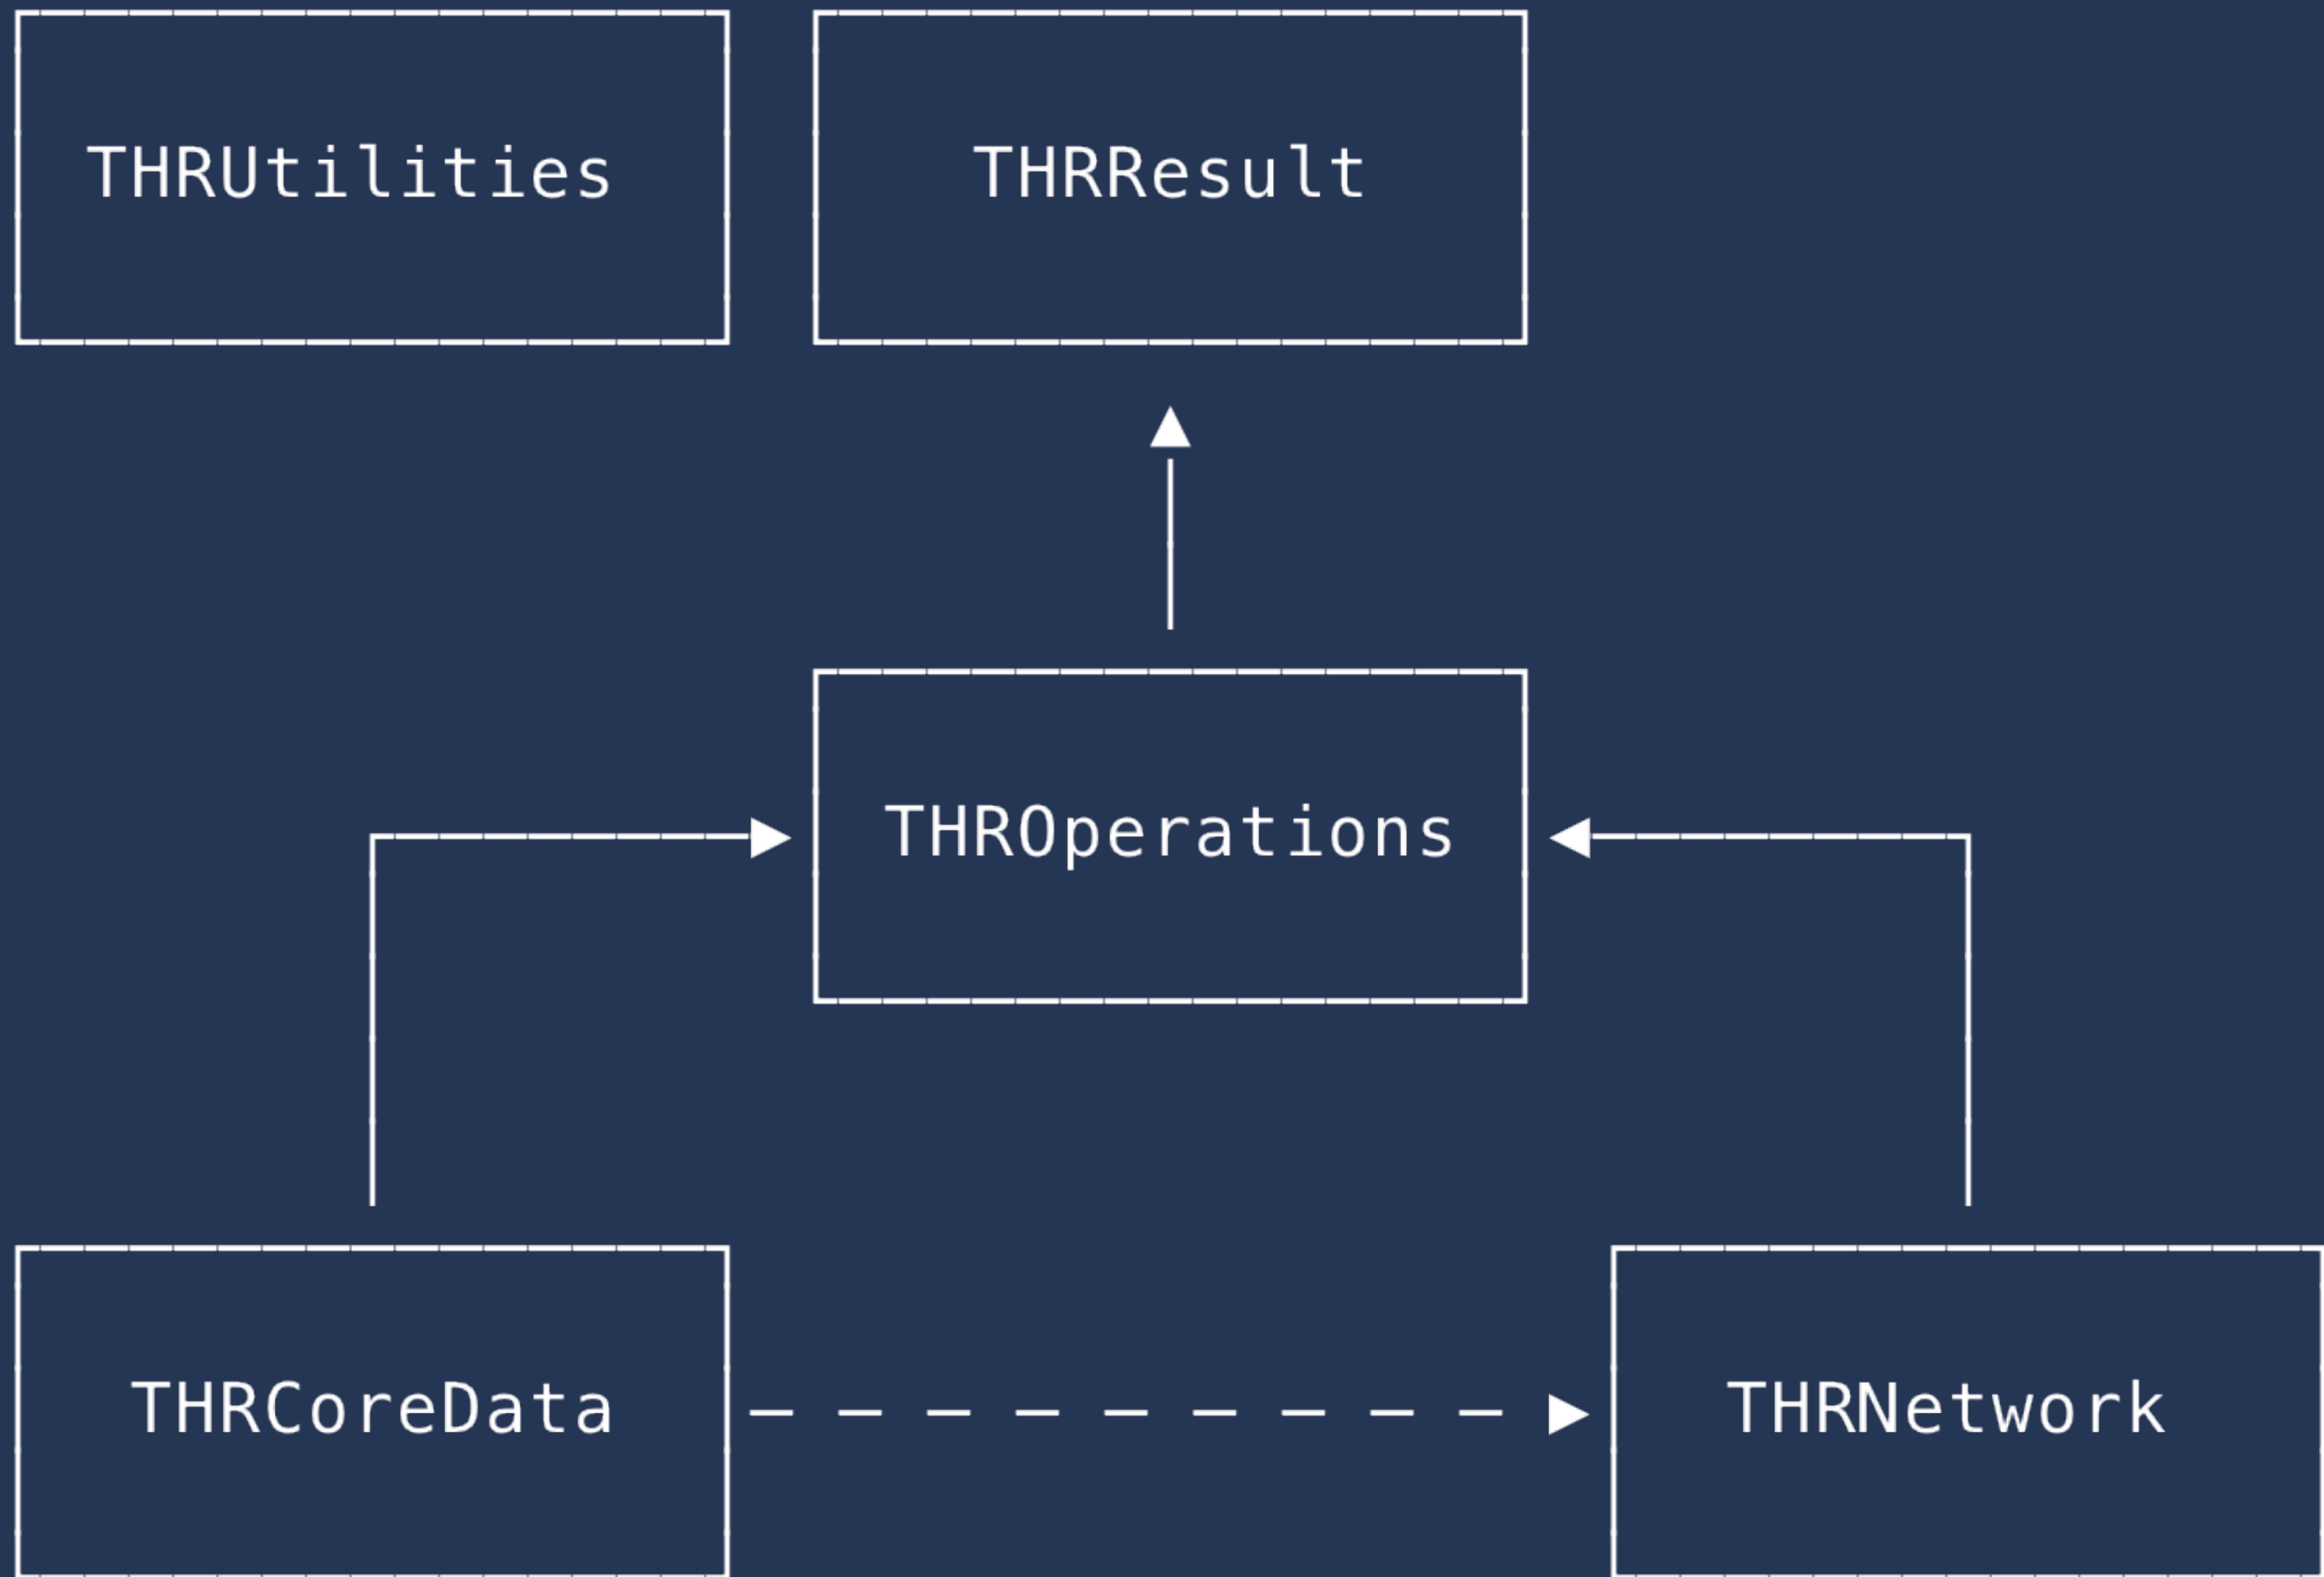 THRUtilities
THRResult
THROperations
THRCoreData
THRNetwork